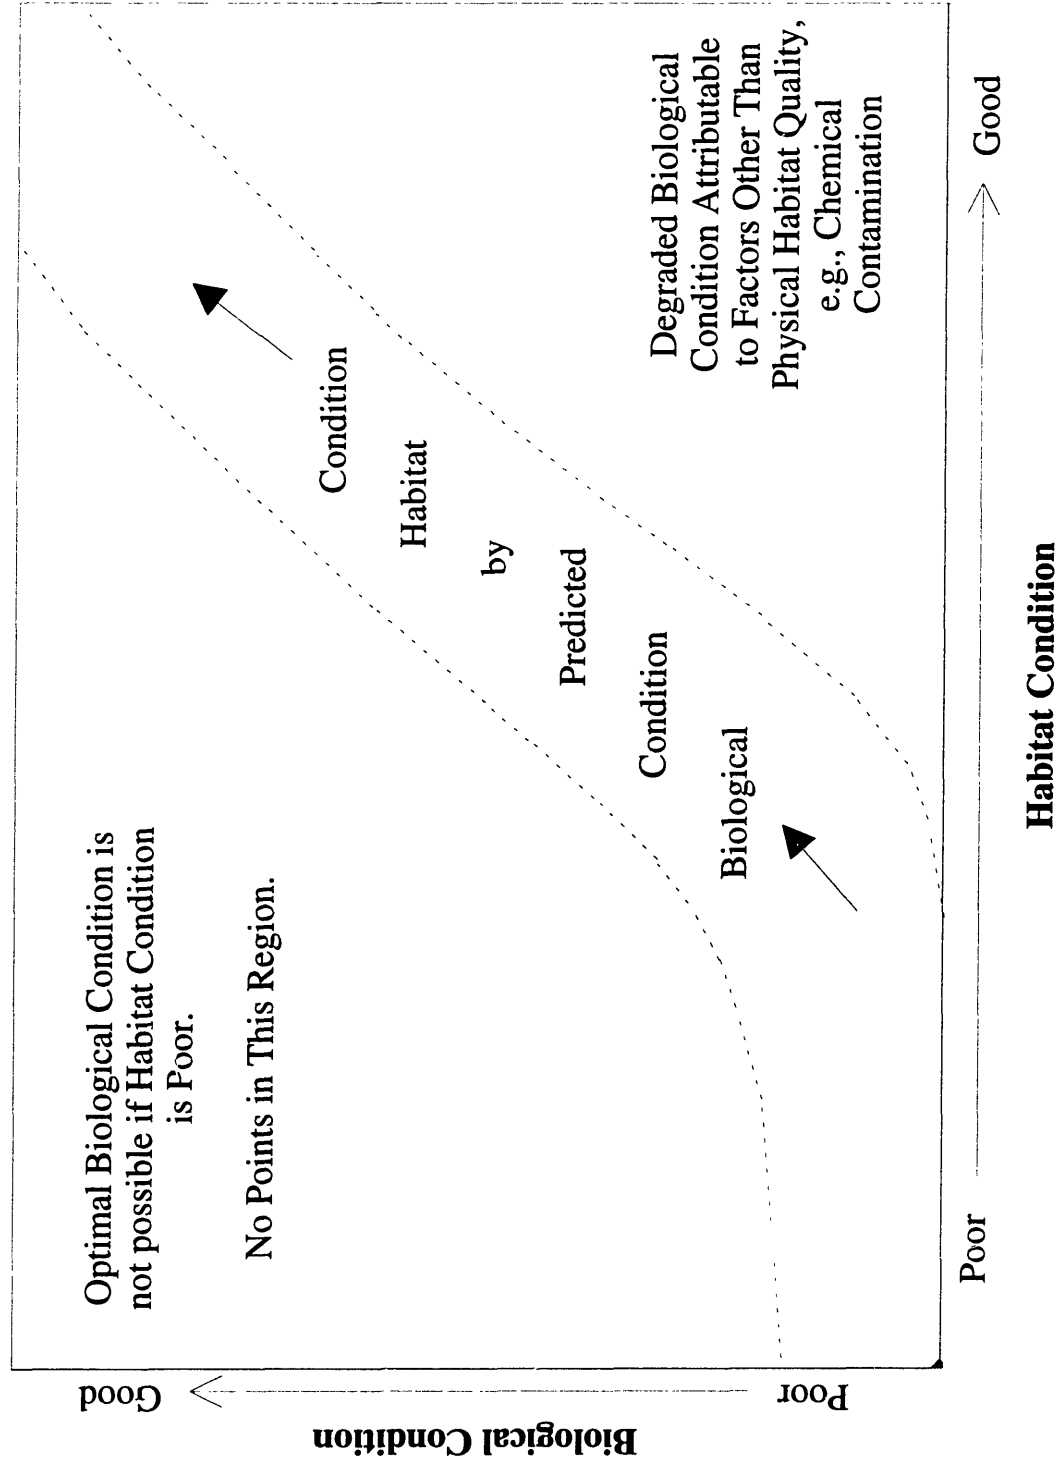 Optimal Biological Condition is
not possible if Habitat Condition
is Poor.
No Points in This Region.
Condition
Habitat
by
Predicted
Condition
Biological
Degraded Biological
Condition Attributable
to Factors Other Than
Physical Habitat Quality,
e.g., Chemical
Contamination
Good
Poor
Biological Condition
Poor
Good
Habitat Condition